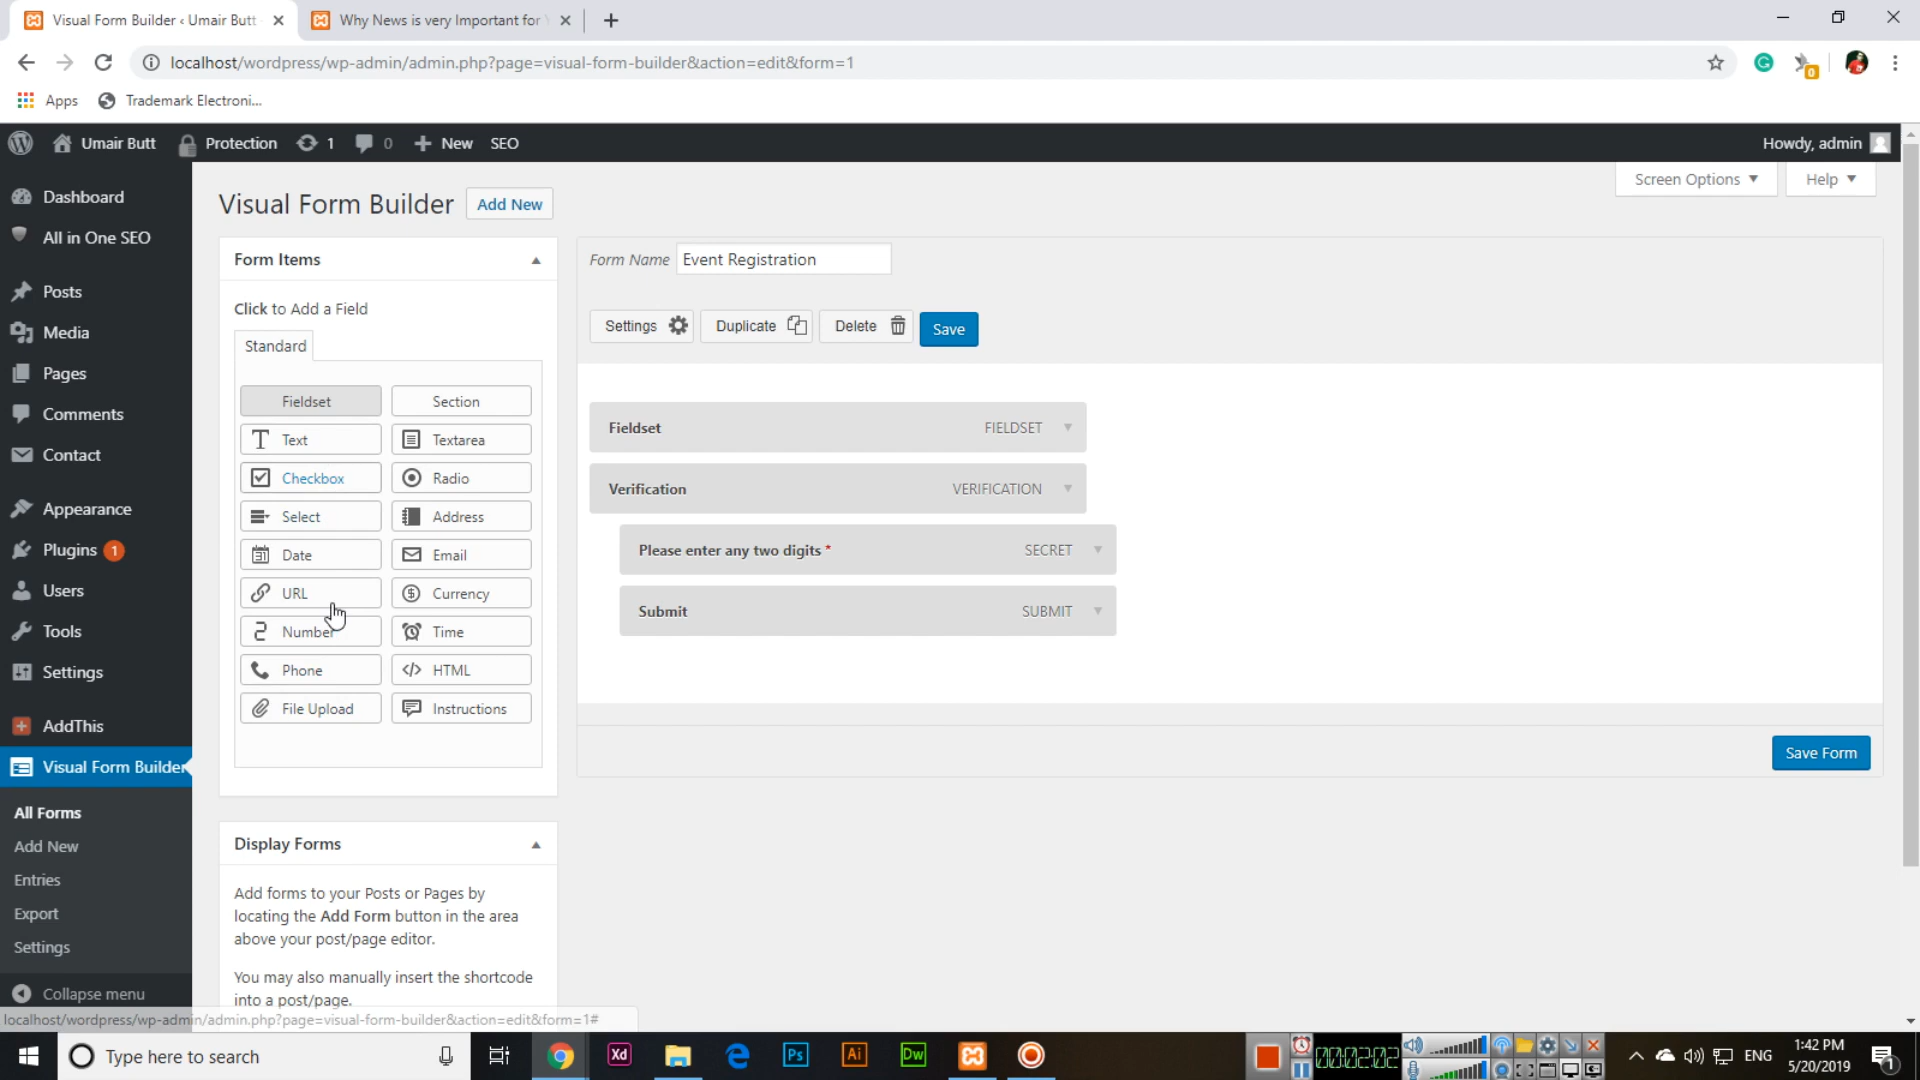 Visual Form Builder ‹ Umair Butt
Why News is very Important for Y
localhost/wordpress/wp-admin/admin.php?page=visual-form-builder&action=edit&form=1
0
Apps
Trademark Electroni...
Umair Butt
Protection
1
0
New
SEO
Howdy, admin
Dashboard
All in One SEO
Posts
Media
Pages
Comments
Contact
Appearance
Plugins 1
Users
Tools
Settings
AddThis
Visual Form Builder
All Forms
Add New
Entries
Export
Settings
Collapse menu
Screen Options
Help
Visual Form Builder
Add New
Form Items
Click to Add a Field
Standard
Fieldset
Section
Text
Textarea
Checkbox
Radio
Select
Address
Date
Email
URL
Currency
Number
Time
Phone
HTML
File Upload
Instructions
Display Forms
Add forms to your Posts or Pages by
locating the Add Form button in the area
above your post/page editor.
You may also manually insert the shortcode
into a post/page.
Form Name Event Registration
Settings
Duplicate
Delete
Save
Fieldset FIELDSET
Verification VERIFICATION
Please enter any two digits * SECRET
Submit SUBMIT
Save Form
localhost/wordpress/wp-admin/admin.php?page=visual-form-builder&action=edit&form=1#
Type here to search
Xd
Ps
Ai
Dw
00:02:02
ENG
1:42 PM
5/20/2019
1